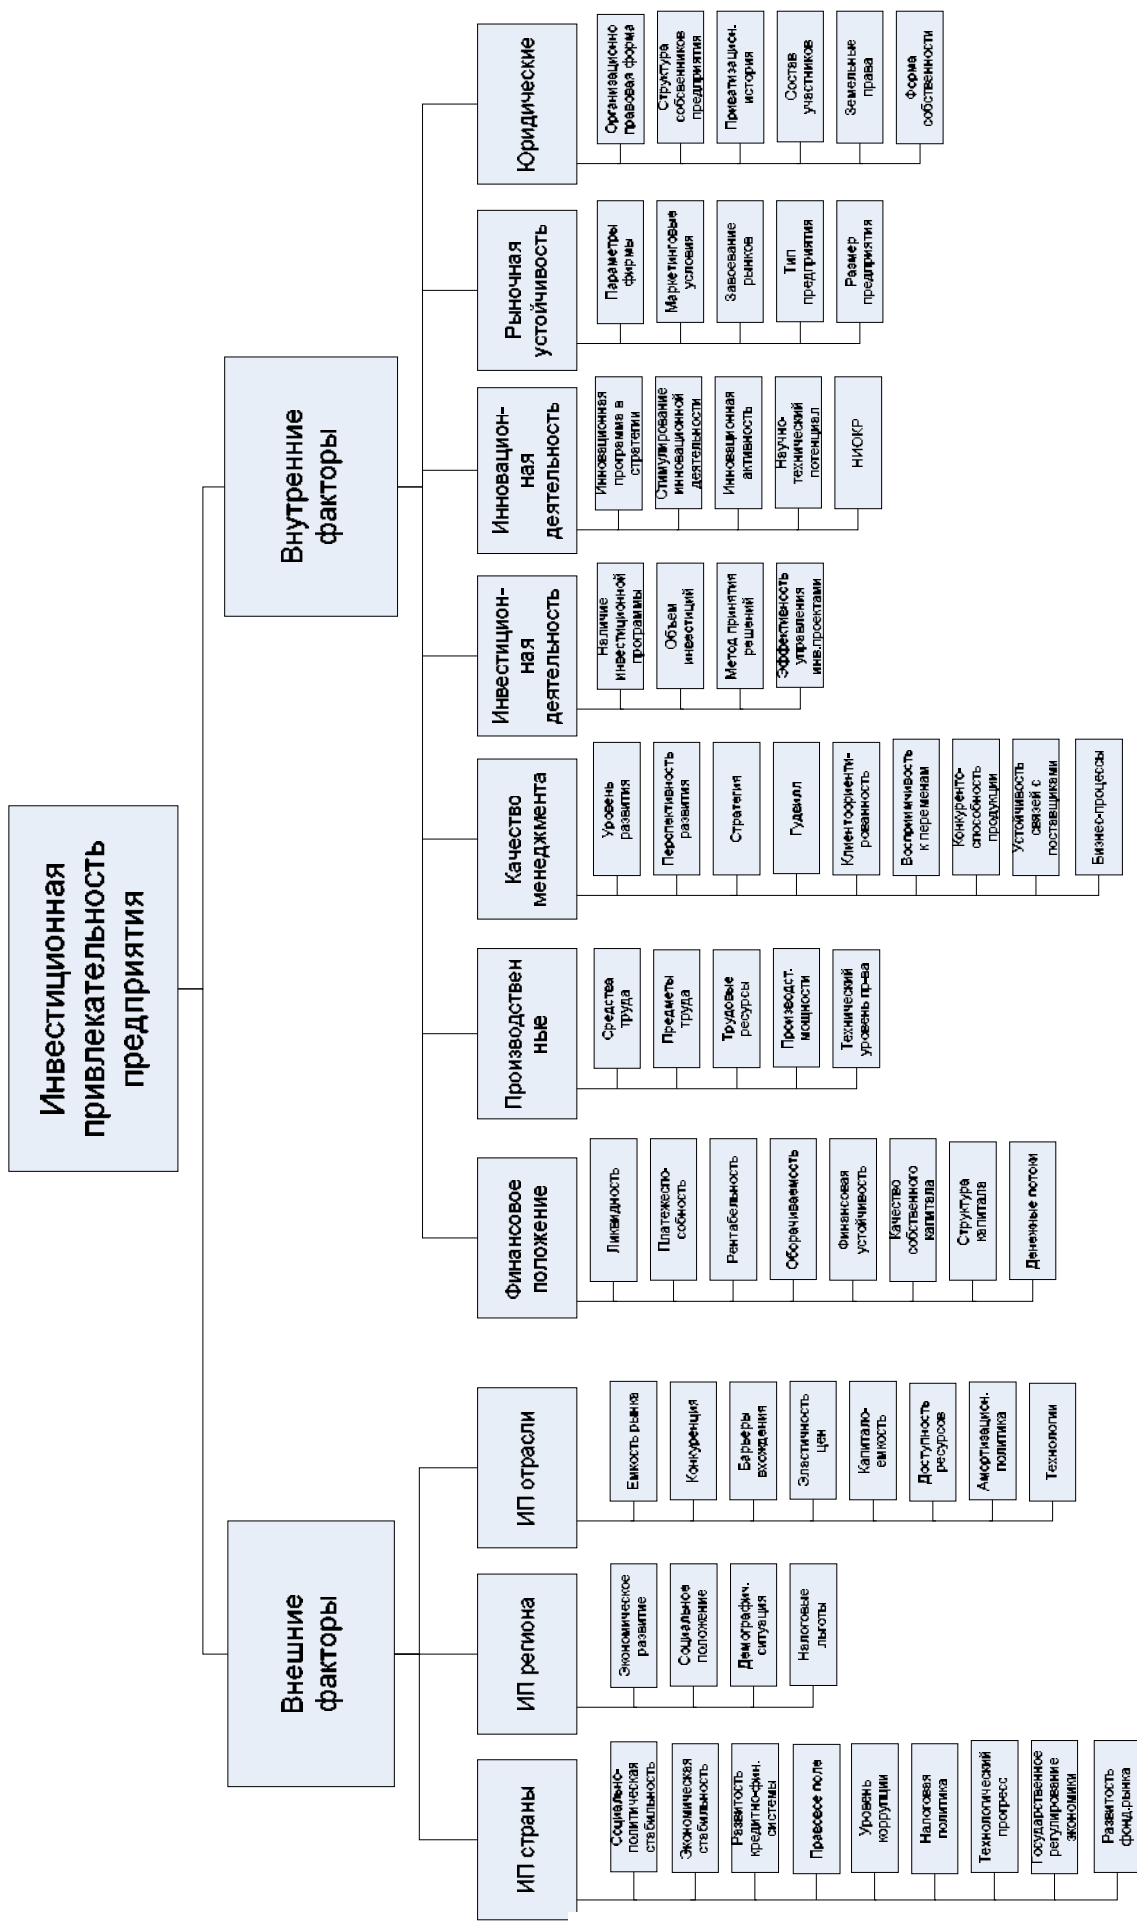 Инвестиционная
привлекательность
предприятия
Внешние
факторы
ИП страны
Социально-
политическая
стабильность
Экономическая
стабильность
Развитость
кредитно-фин.
системы
Правовое поле
Уровень
коррупции
Налоговая
политика
Технологический
прогресс
Государственное
регулирование
экономики
Развитость
фонд.рынка
ИП региона
Экономическое
развитие
Социальное
положение
Демографич.
ситуация
Налоговые
льготы
ИП отрасли
Емкость рынка
Конкуренция
Барьеры
вхождения
Эластичность
цен
Капитало-
емкость
Доступность
ресурсов
Амортизацион.
политика
Технологии
Внутренние
факторы
Финансовое
положение
Ликвидность
Платежеспо-
собность
Рентабельность
Оборачиваемость
Финансовая
устойчивость
Качество
собственного
капитала
Структура
капитала
Денежные потоки
Производствен
ные
Средства
труда
Предметы
труда
Трудовые
ресурсы
Производст.
мощности
Технический
уровень пр-ва
Качество
менеджмента
Уровень
развития
Перспективность
развития
Стратегия
Гудвилл
Клиентоориенти-
рованность
Восприимчивость
к переменам
Конкуренто-
способность
продукции
Устойчивость
связей с
поставщиками
Бизнес-процессы
Инвестицион-
ная
деятельность
Наличие
инвестиционной
программы
Объем
инвестиций
Метод принятия
решений
Эффективность
управления
инв.проектами
Инновацион-
ная
деятельность
Инновационная
программа в
стратегии
Стимулирование
инновационной
деятельности
Инновационная
активность
Научно-
технический
потенциал
НИОКР
Рыночная
устойчивость
Параметры
фирмы
Маркетинговые
условия
Завоевание
рынков
Тип
предприятия
Размер
предприятия
Юридические
Организационно
правовая форма
Структура
собсвенников
предприятия
Приватизацион.
история
Состав
участников
Земельные
права
Форма
собственности